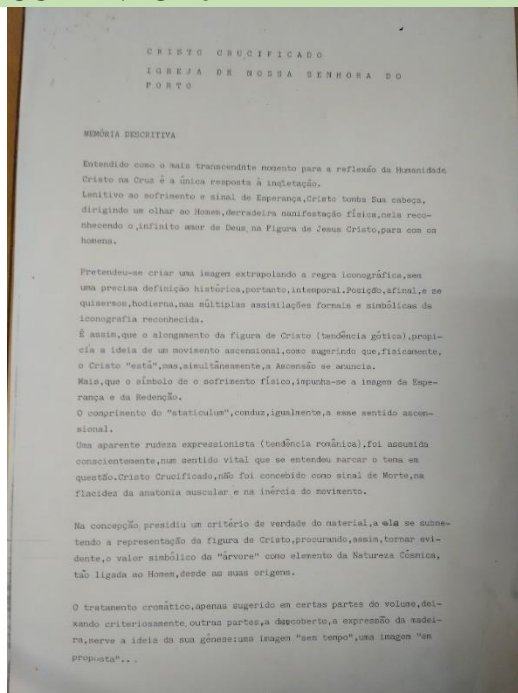 CRISTO CRUCIFICADO
IGREJA DE NOSSA SENHORA DO
PORTO
MEMÓRIA DESCRITIVA
Entendido como o mais transcendnte momento para a reflexão da Humanidade
Cristo na Cruz é a única resposta à inqietação.
Lenitivo ao sofrimento e sinal de Esperança,Cristo tomba Sua cabeça,
dirigindo um olhar ao Homem,derradeira manifestação física,nela reco-
nhecendo o,infinito amor de Deus,na Figura de Jesus Cristo,para com os
homens.
Pretendeu-se criar uma imagem extrapolando a regra iconográfica,sem
uma precisa definição histórica,portanto,intemporal.Posição,afinal,e se
quisermos,hodierna,nas múltiplas assimilações formais e simbólicas da
iconografia reconhecida.
É assim,que o alongamento da figura de Cristo (tendência gótica),propi-
cía a ideia de um movimento ascensional,como sugerindo que,fisicamente,
o Cristo "está",mas,simultâneamente,a Ascensão se anuncia.
Mais,que o símbolo de o sofrimento físico,impunha-se a imagem da Espe-
rança e da Redenção.
O comprimento do "staticulum",conduz,igualmente,a esse sentido ascen-
sional.
Uma aparente rudeza expressionista (tendência românica),foi assumida
conscientemente,num sentido vital que se entendeu marcar o tema em
questão.Cristo Crucificado,não foi concebido como sinal de Morte,na
flacidez da anatomia muscular e na inércia do movimento.
Na concepção presidiu um critério de verdade do material,a ela se subme-
tendo a representação da figura de Cristo,procurando,assim,tornar evi-
dente,o valor simbólico da "árvore" como elemento da Natureza Cósmica,
tão ligada ao Homem,desde as suas origens.
O tratamento cromático,apenas sugerido em certas partes do volume,dei-
xando criteriosamente outras partes,a descoberto,a expressão da madei-
ra,serve a ideia da sua génese:uma imagem "sem tempo",uma imagem "em
proposta"...